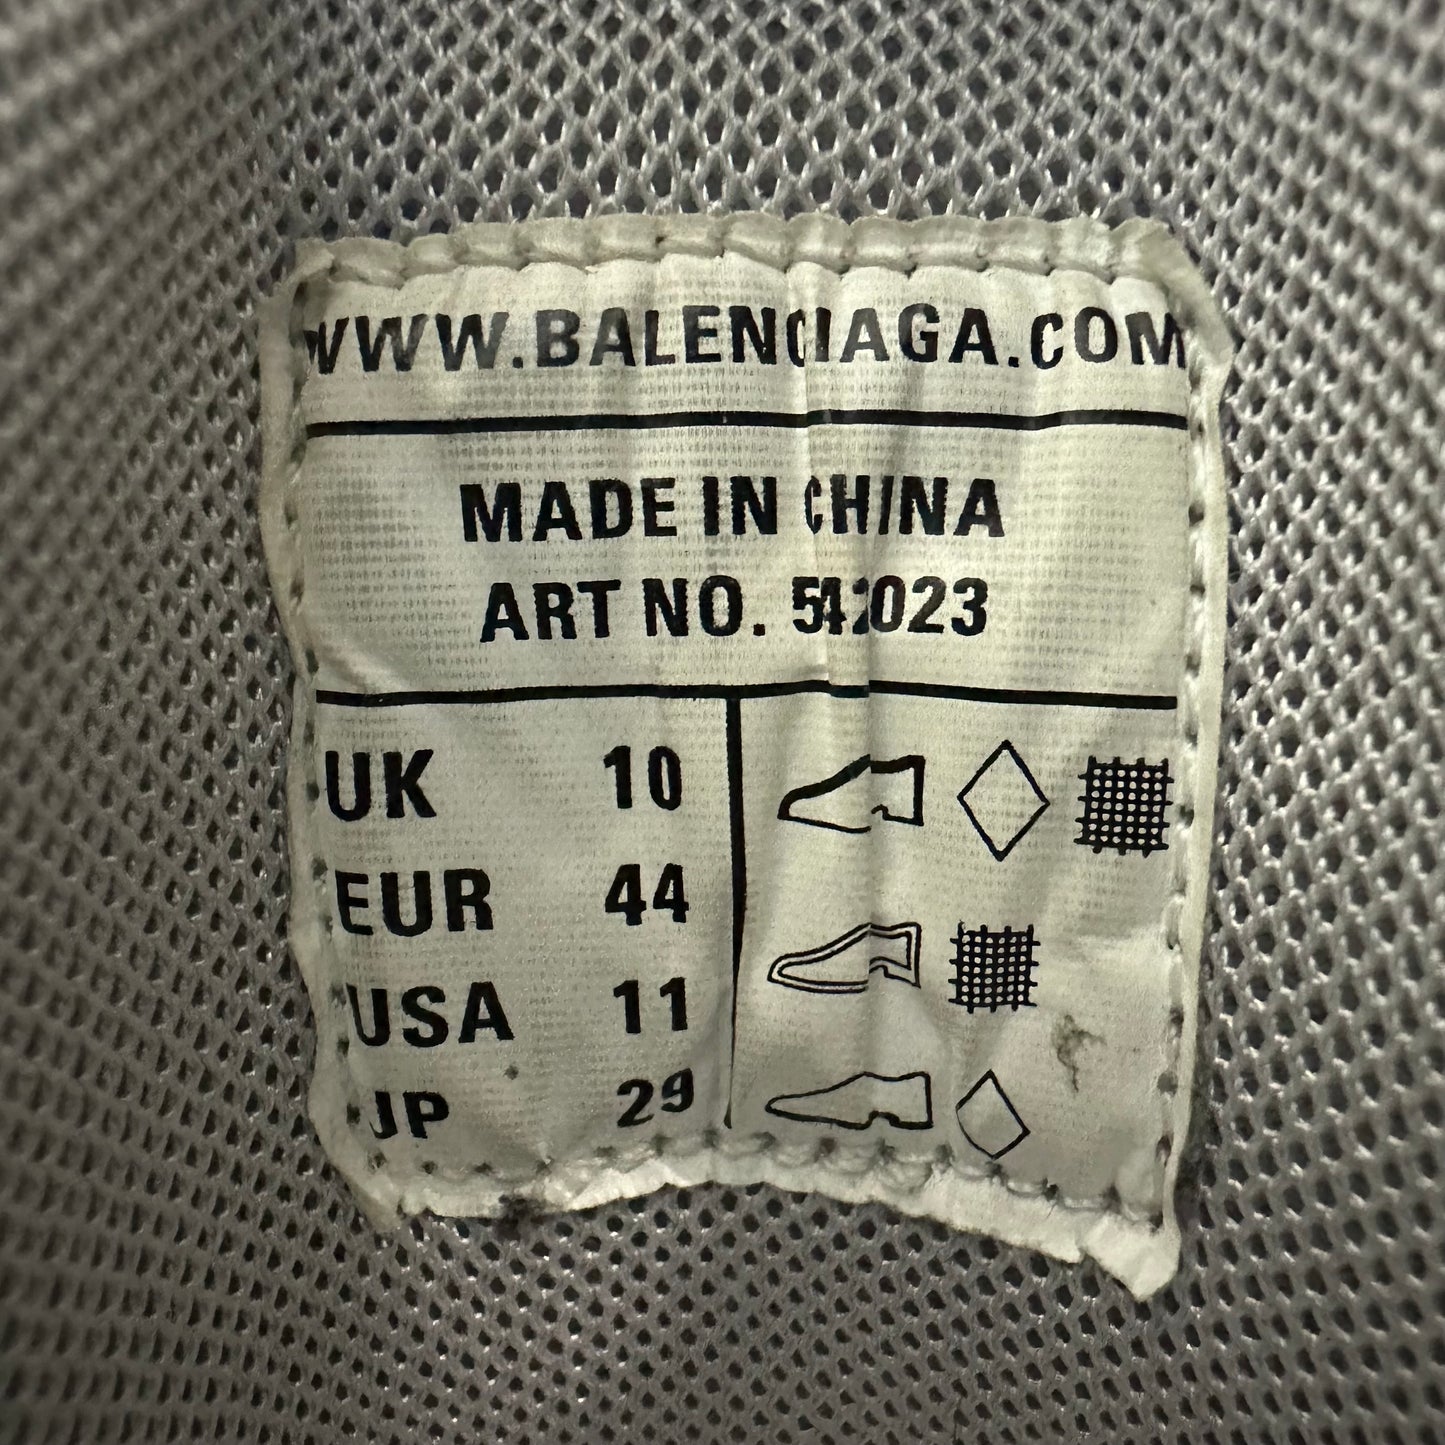 WWW.BALENCIAGA.COM
MADE IN CHINA
ART NO. 542023
UK 10
EUR 44
USA 11
JP 29